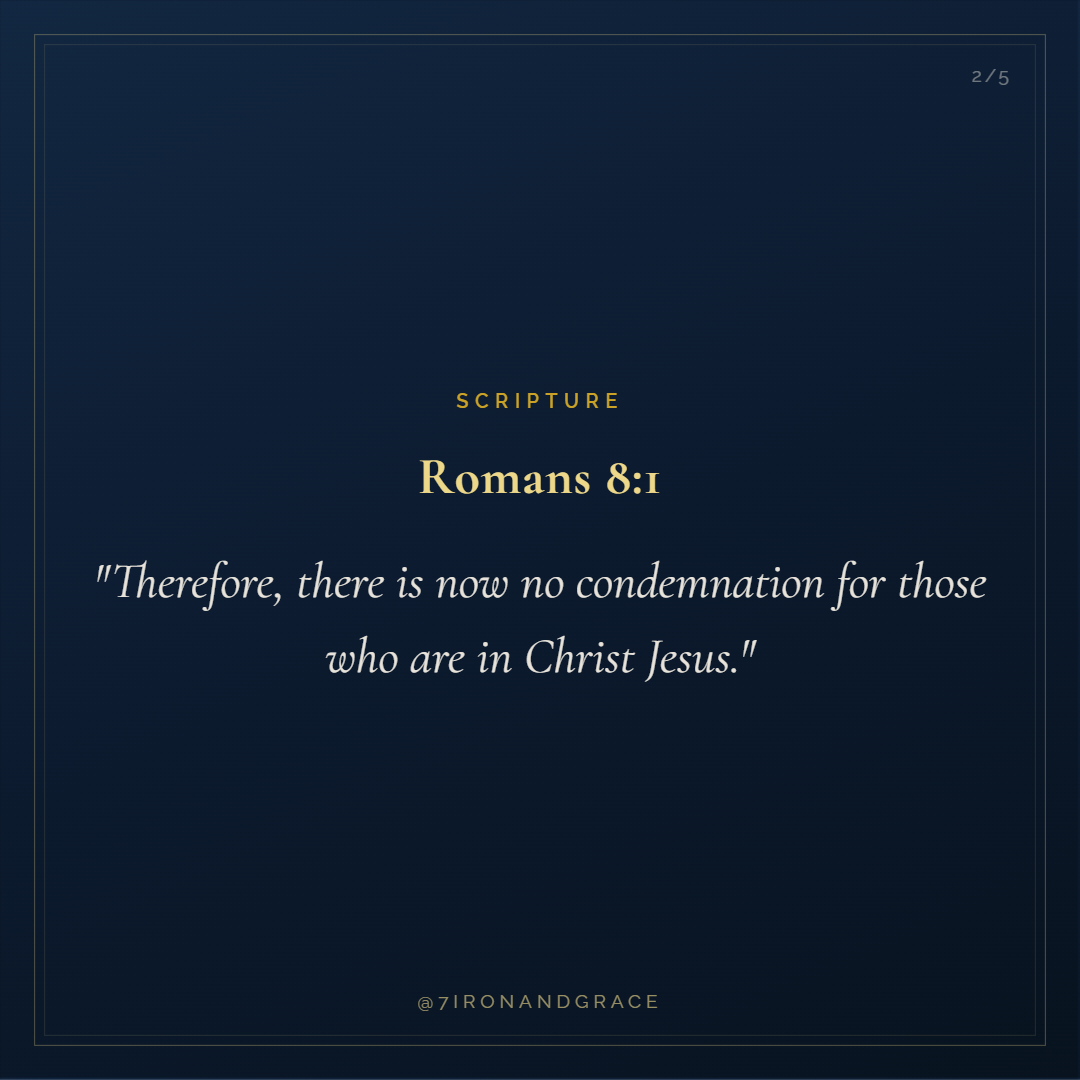 2/5
SCRIPTURE
Romans 8:1
"Therefore, there is now no condemnation for those
who are in Christ Jesus."
@7IRONANDGRACE